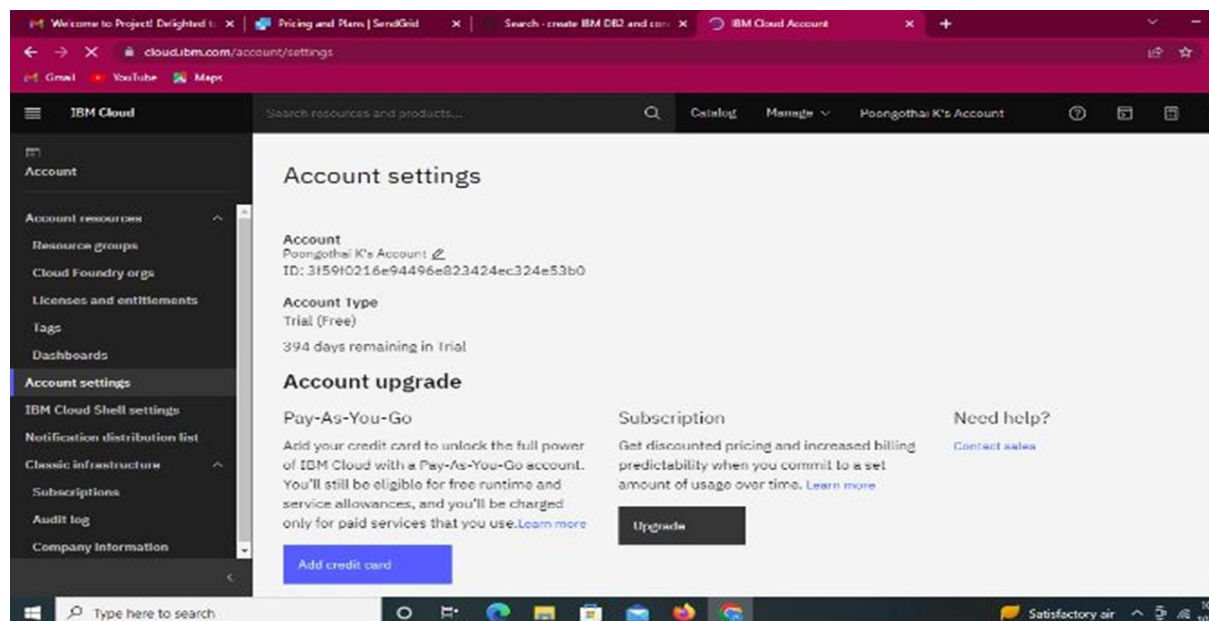 Welcome to Project! Delighted t
Pricing and Plans | SendGrid
Search - create IBM DB2 and con
IBM Cloud Account
cloud.ibm.com/account/settings
Gmail
YouTube
Maps
IBM Cloud
Search resources and products...
Catalog
Manage
Poongothai K's Account
Account
Account resources
Resource groups
Cloud Foundry orgs
Licenses and entitlements
Tags
Dashboards
Account settings
IBM Cloud Shell settings
Notification distribution list
Classic infrastructure
Subscriptions
Audit log
Company Information
Account settings
Account
Poongothai K's Account
ID: 3f59f0216e94496e823424ec324e53b0
Account Type
Trial (Free)
394 days remaining in Trial
Account upgrade
Pay-As-You-Go
Add your credit card to unlock the full power
of IBM Cloud with a Pay-As-You-Go account.
You'll still be eligible for free runtime and
service allowances, and you'll be charged
only for paid services that you use.Learn more
Add credit card
Subscription
Get discounted pricing and increased billing
predictability when you commit to a set
amount of usage over time. Learn more
Upgrade
Need help?
Contact sales
Type here to search
Satisfactory air